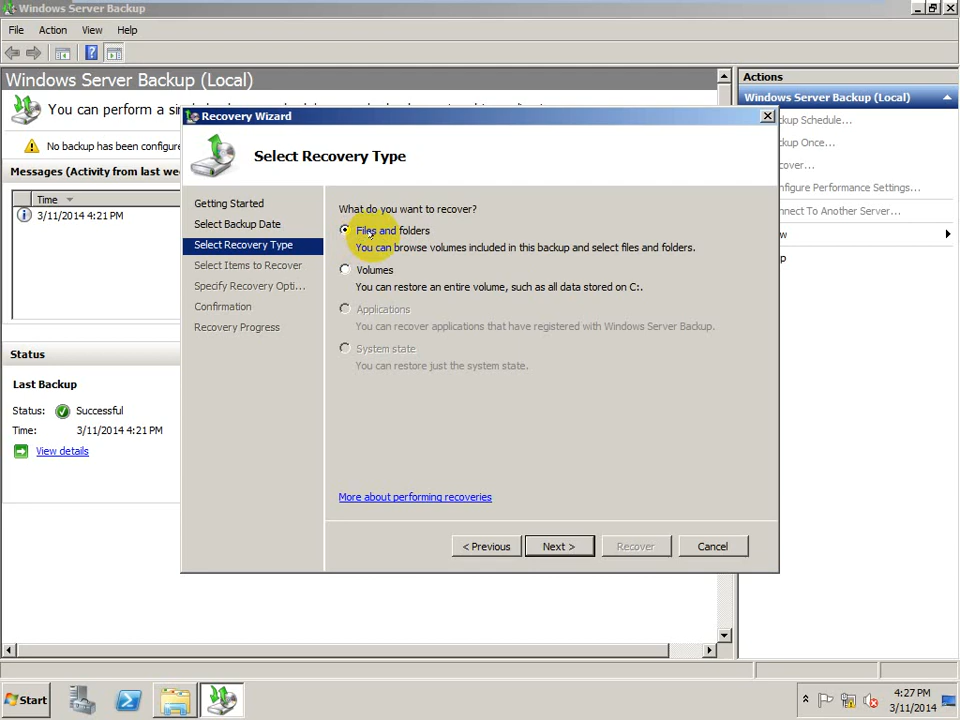 Windows Server Backup
File Action View Help
Windows Server Backup (Local)
You can perform a
No backup has been configure
Messages (Activity from last we
Time
3/11/2014 4:21 PM
Status
Last Backup
Status: Successful
Time: 3/11/2014 4:21 PM
View details
Recovery Wizard
Select Recovery Type
Getting Started
Select Backup Date
Select Recovery Type
Select Items to Recover
Specify Recovery Opti...
Confirmation
Recovery Progress
What do you want to recover?
Files and folders
You can browse volumes included in this backup and select files and folders.
Volumes
You can restore an entire volume, such as all data stored on C:.
Applications
You can recover applications that have registered with Windows Server Backup.
System state
You can restore just the system state.
More about performing recoveries
< Previous Next > Recover Cancel
Actions
Windows Server Backup (Local)
kup Schedule...
kup Once...
cover...
nfigure Performance Settings...
nnect To Another Server...
w
p
Start
4:27 PM
3/11/2014